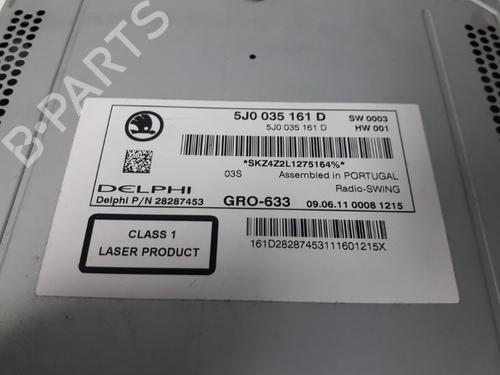 B-PARTS
5J0 035 161 D SW 0003
5J0 035 161 D HW 001
*SKZ4Z2L1275164%*
03S Assembled in PORTUGAL
DELPHI Radio-SWING
Delphi P/N 28287453 GRO-633 09.06.11 0008 1215
CLASS 1
LASER PRODUCT
161D28287453111601215X